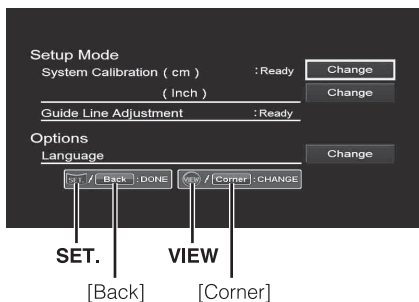 Setup Mode
System Calibration ( cm ) : Ready Change
( Inch ) Change
Guide Line Adjustment : Ready
Options
Language Change
SET. / Back : DONE VIEW / Corner : CHANGE
SET. VIEW
[Back] [Corner]